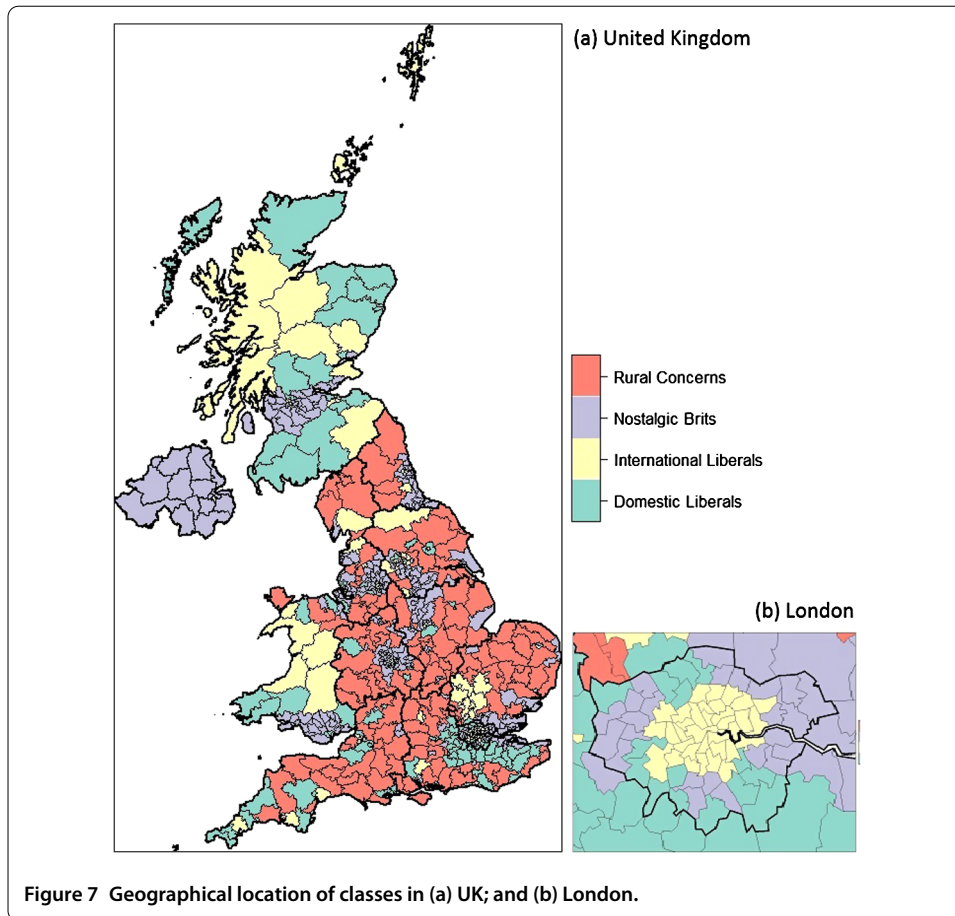 (a) United Kingdom
Rural Concerns
Nostalgic Brits
International Liberals
Domestic Liberals
(b) London
Figure 7 Geographical location of classes in (a) UK; and (b) London.